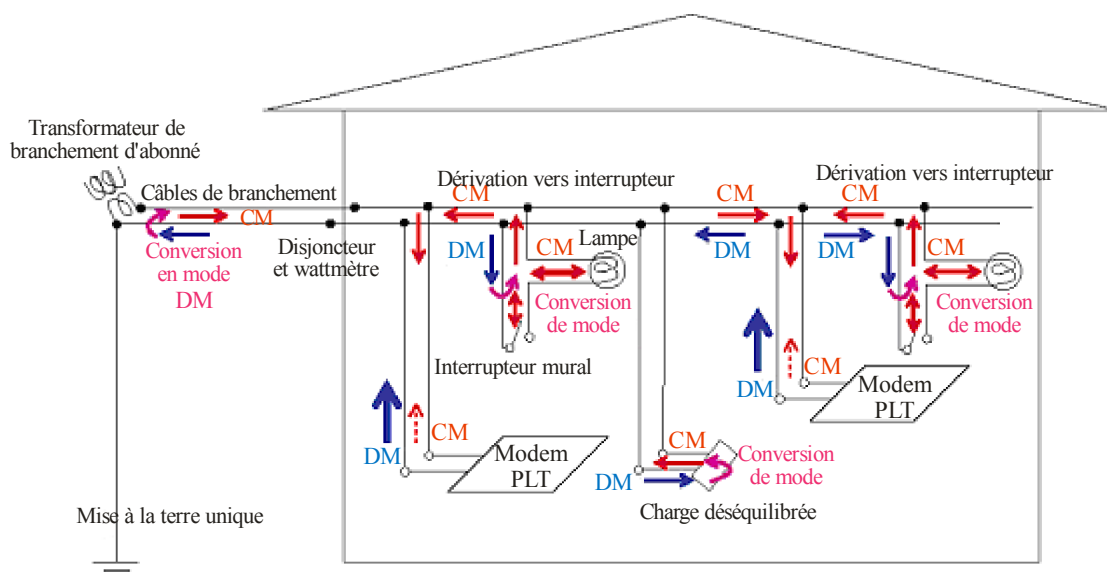 Transformateur de
branchement d'abonné
Câbles de branchement
CM
Conversion
en mode
DM
Disjoncteur
et wattmètre
Mise à la terre unique
Dérivation vers interrupteur
CM
DM
CM
Lampe
Conversion
de mode
Interrupteur mural
DM
CM
Modem
PLT
CM
DM
Dérivation vers interrupteur
CM
DM
CM
Conversion
de mode
DM
CM
Modem
PLT
CM
DM
Conversion
de mode
Charge déséquilibrée